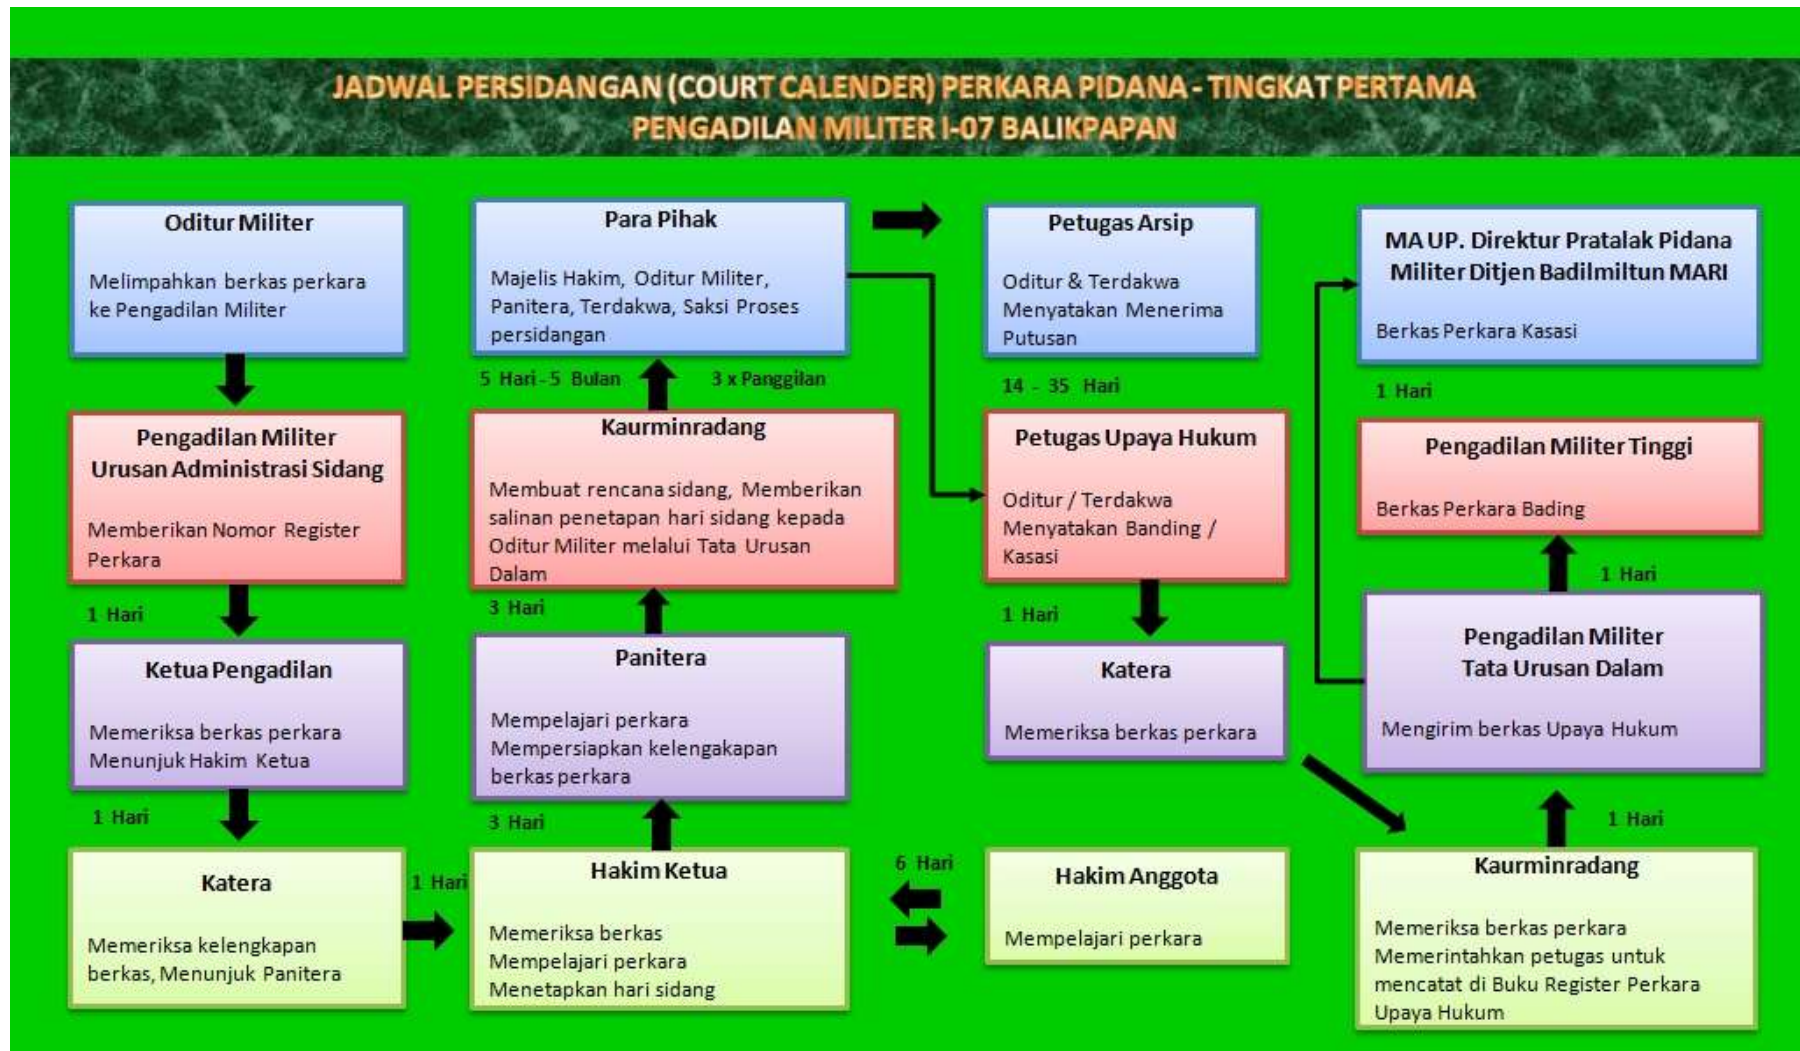 JADWAL PERSIDANGAN (COURT CALENDER) PERKARA PIDANA - TINGKAT PERTAMA
PENGADILAN MILITER I-07 BALIKPAPAN
Oditur Militer
Melimpahkan berkas perkara
ke Pengadilan Militer
Pengadilan Militer
Urusan Administrasi Sidang
Memberikan Nomor Register
Perkara
1 Hari
Ketua Pengadilan
Memeriksa berkas perkara
Menunjuk Hakim Ketua
1 Hari
Katera
Memeriksa kelengkapan
berkas, Menunjuk Panitera
1 Hari
Hakim Ketua
Memeriksa berkas
Mempelajari perkara
Menetapkan hari sidang
6 Hari
Hakim Anggota
Mempelajari perkara
3 Hari
Panitera
Mempelajari perkara
Mempersiapkan kelengakapan
berkas perkara
3 Hari
Kaurminradang
Membuat rencana sidang, Memberikan
salinan penetapan hari sidang kepada
Oditur Militer melalui Tata Urusan
Dalam
5 Hari - 5 Bulan
3 x Panggilan
Para Pihak
Majelis Hakim, Oditur Militer,
Panitera, Terdakwa, Saksi Proses
persidangan
Petugas Arsip
Oditur & Terdakwa
Menyatakan Menerima
Putusan
14 - 35 Hari
Petugas Upaya Hukum
Oditur / Terdakwa
Menyatakan Banding /
Kasasi
1 Hari
Katera
Memeriksa berkas perkara
Kaurminradang
Memeriksa berkas perkara
Memerintahkan petugas untuk
mencatat di Buku Register Perkara
Upaya Hukum
1 Hari
Pengadilan Militer
Tata Urusan Dalam
Mengirim berkas Upaya Hukum
1 Hari
Pengadilan Militer Tinggi
Berkas Perkara Bading
1 Hari
MA UP. Direktur Pratalak Pidana
Militer Ditjen Badilmiltun MARI
Berkas Perkara Kasasi